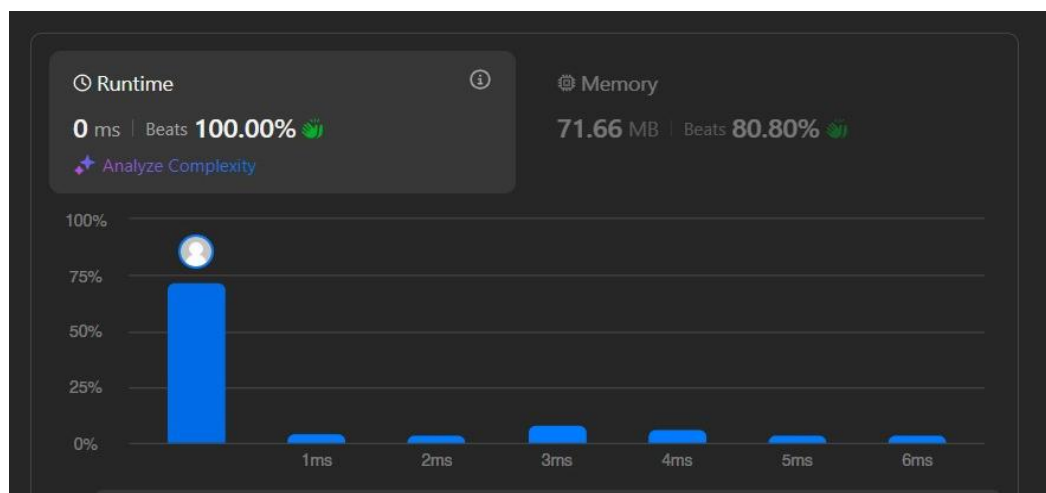 Runtime
0 ms | Beats 100.00%
Analyze Complexity
Memory
71.66 MB | Beats 80.80%
100%
75%
50%
25%
0%
1ms 2ms 3ms 4ms 5ms 6ms